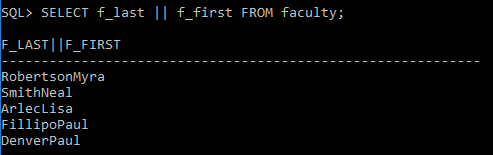 SQL> SELECT f_last || f_first FROM faculty;
F_LAST||F_FIRST
--------------------------------------------------------------
RobertsonMyra
SmithNeal
ArlecLisa
FillipoPaul
DenverPaul